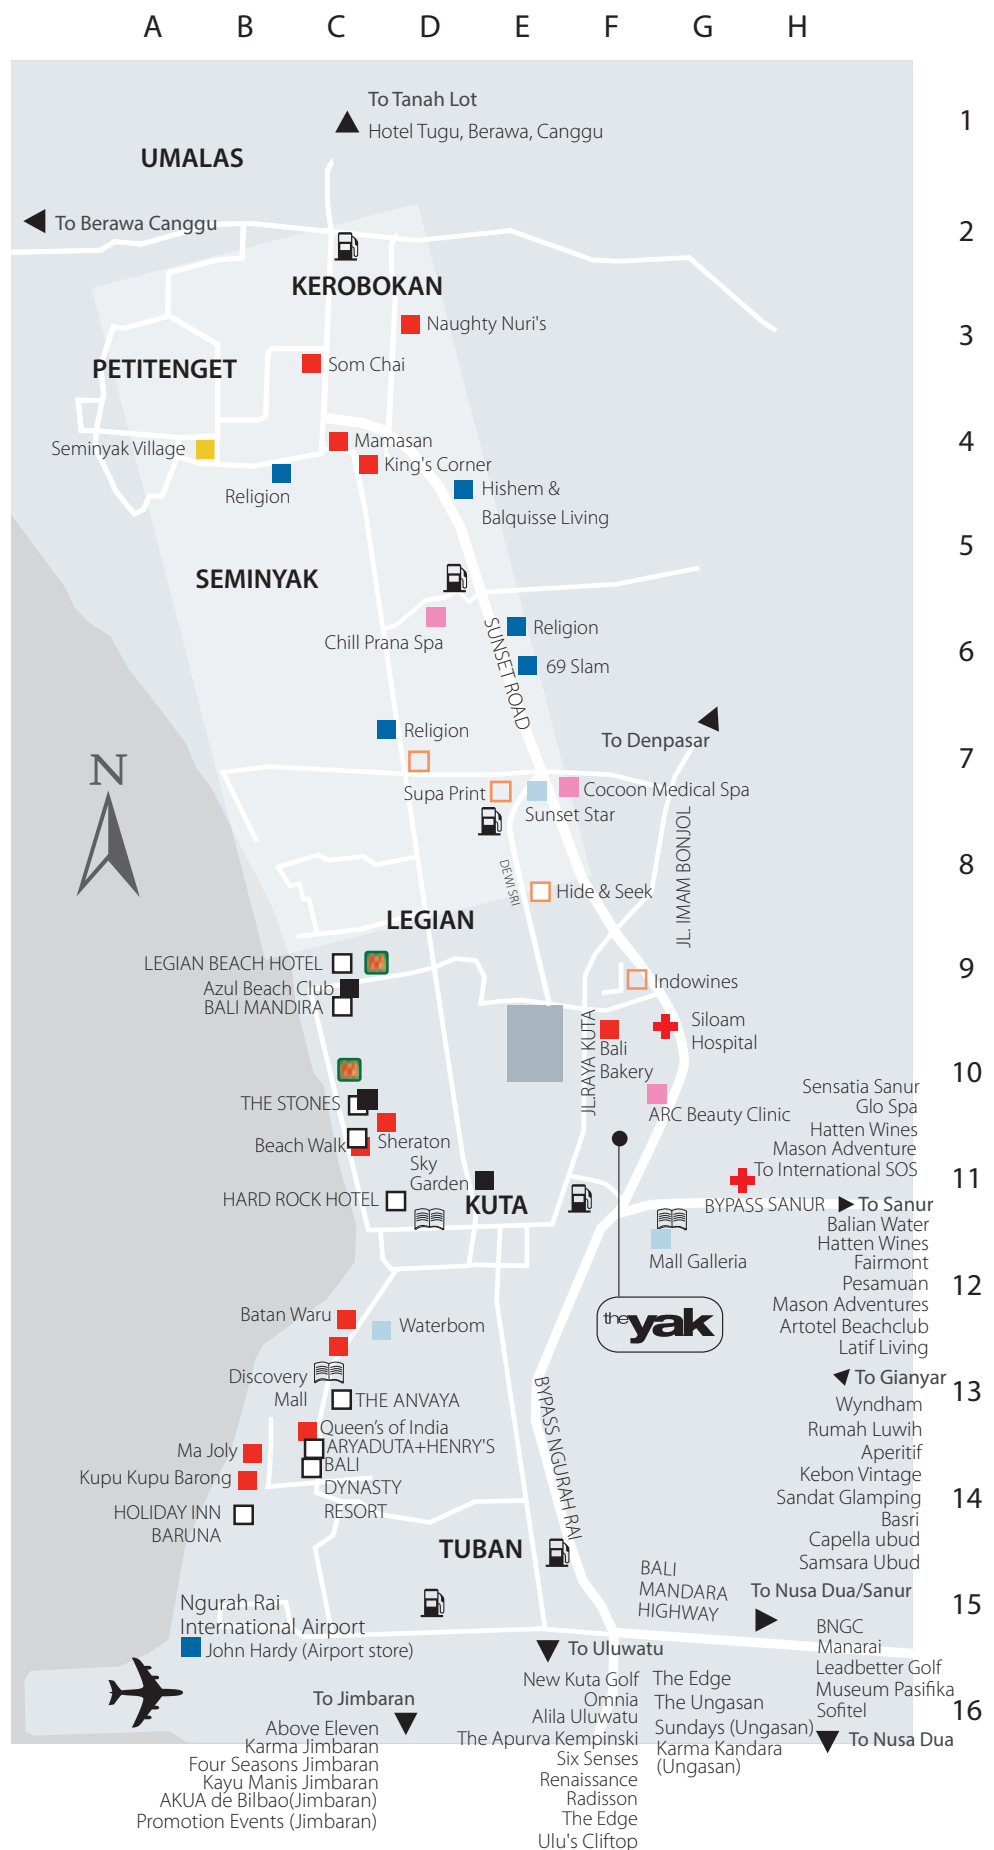 A B C D E F G H
To Tanah Lot
Hotel Tugu, Berawa, Canggu
1
UMALAS
To Berawa Canggu
2
KEROBOKAN
Naughty Nuri's
3
PETITENGET
Som Chai
Mamasan
4
Seminyak Village
King's Corner
Religion
Hishem &
Balquisse Living
5
SEMINYAK
Chill Prana Spa
SUNSET ROAD
Religion
6
69 Slam
Religion
To Denpasar
7
N
Supa Print
Cocoon Medical Spa
Sunset Star
JL. IMAM BONJOL
8
DEWI SRI
Hide & Seek
LEGIAN
LEGIAN BEACH HOTEL
9
Azul Beach Club
Indowines
BALI MANDIRA
JL.RAYA KUTA
Siloam
Hospital
Bali
Bakery
10
THE STONES
ARC Beauty Clinic
Sensatia Sanur
Glo Spa
Hatten Wines
Mason Adventure
To International SOS
Beach Walk
Sheraton
Sky
Garden
11
HARD ROCK HOTEL
KUTA
BYPASS SANUR
To Sanur
Balian Water
Hatten Wines
Fairmont
Pesamuan
Mason Adventures
Artotel Beachclub
Latif Living
Mall Galleria
12
the yak
Batan Waru
Waterbom
Discovery
Mall
THE ANVAYA
BYPASS NGURAH RAI
To Gianyar
13
Wyndham
Rumah Luwih
Aperitif
Kebon Vintage
Sandat Glamping
Basri
Capella ubud
Samsara Ubud
Queen's of India
ARYADUTA+HENRY'S
Ma Joly
BALI
DYNASTY
RESORT
Kupu Kupu Barong
14
HOLIDAY INN
BARUNA
TUBAN
BALI
MANDARA
HIGHWAY
To Nusa Dua/Sanur
15
Ngurah Rai
International Airport
John Hardy (Airport store)
BNGC
Manarai
Leadbetter Golf
Museum Pasifika
Sofitel
16
To Nusa Dua
To Uluwatu
New Kuta Golf
Omnia
Alila Uluwatu
The Apurva Kempinski
Six Senses
Renaissance
Radisson
The Edge
Ulu's Cliftop
The Edge
The Ungasan
Sundays (Ungasan)
Karma Kandara
(Ungasan)
To Jimbaran
Above Eleven
Karma Jimbaran
Four Seasons Jimbaran
Kayu Manis Jimbaran
AKUA de Bilbao(Jimbaran)
Promotion Events (Jimbaran)